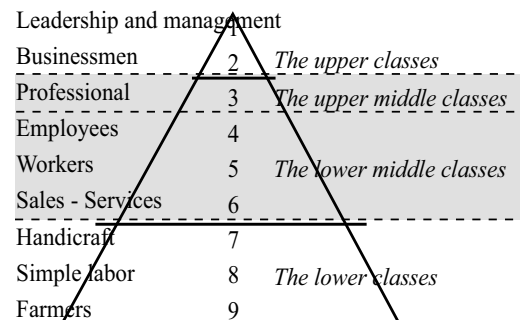 Leadership and management
1
Businessmen 2 The upper classes
Professional 3 The upper middle classes
Employees 4
Workers 5 The lower middle classes
Sales - Services 6
Handicraft 7
Simple labor 8 The lower classes
Farmers 9